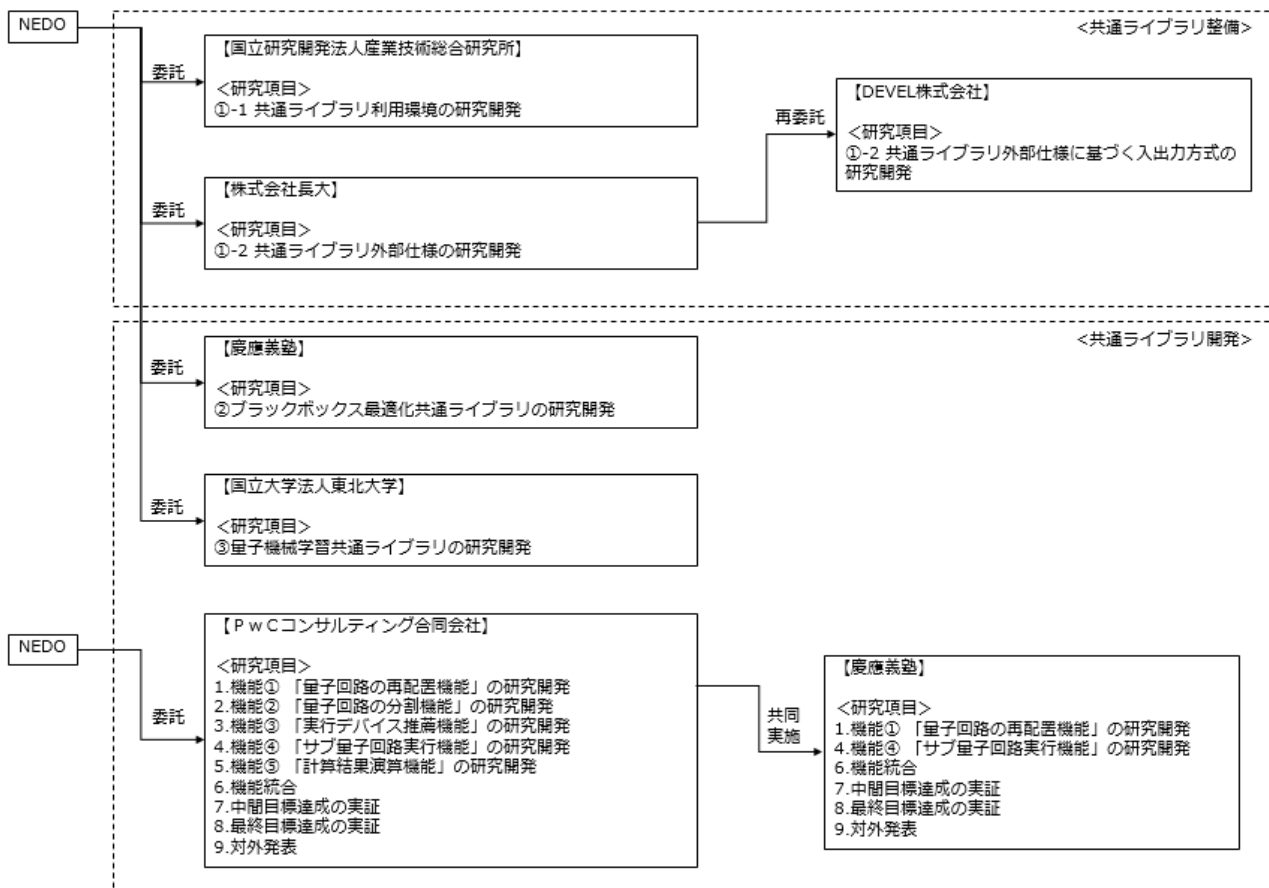 NEDO
<共通ライブラリ整備>
委託
【国立研究開発法人産業技術総合研究所】
＜研究項目＞
①-1 共通ライブラリ利用環境の研究開発
再委託
【DEVEL株式会社】
＜研究項目＞
①-2 共通ライブラリ外部仕様に基づく入出力方式の
研究開発
委託
【株式会社長大】
＜研究項目＞
①-2 共通ライブラリ外部仕様の研究開発
<共通ライブラリ開発>
委託
【慶應義塾】
＜研究項目＞
②ブラックボックス最適化共通ライブラリの研究開発
委託
【国立大学法人東北大学】
＜研究項目＞
③量子機械学習共通ライブラリの研究開発
NEDO
委託
【ＰｗＣコンサルティング合同会社】
＜研究項目＞
1.機能① 「量子回路の再配置機能」の研究開発
2.機能② 「量子回路の分割機能」の研究開発
3.機能③ 「実行デバイス推薦機能」の研究開発
4.機能④ 「サブ量子回路実行機能」の研究開発
5.機能⑤ 「計算結果演算機能」の研究開発
6.機能統合
7.中間目標達成の実証
8.最終目標達成の実証
9.対外発表
共同
実施
【慶應義塾】
＜研究項目＞
1.機能① 「量子回路の再配置機能」の研究開発
4.機能④ 「サブ量子回路実行機能」の研究開発
6.機能統合
7.中間目標達成の実証
8.最終目標達成の実証
9.対外発表